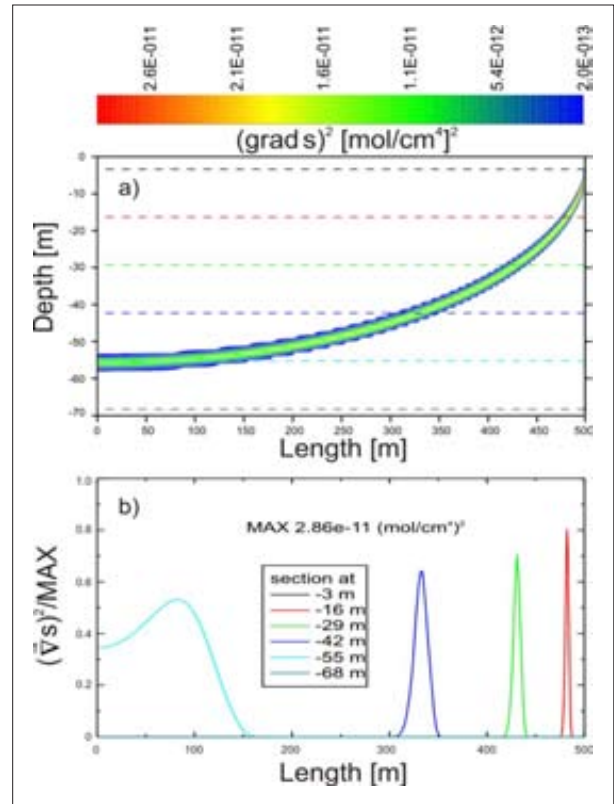 2.6E-011 2.1E-011 1.6E-011 1.1E-011 5.4E-012 2.0E-013
(grad s)² [mol/cm⁴]²
a)
Depth [m]
0
-10
-20
-30
-40
-50
-60
-70
0 50 100 150 200 250 300 350 400 450 500
Length [m]
b)
MAX 2.86e-11 (mol/cm⁴)²
(∇⃗s)²/MAX
1.0
0.8
0.6
0.4
0.2
0
section at
-3 m
-16 m
-29 m
-42 m
-55 m
-68 m
0 100 200 300 400 500
Length [m]